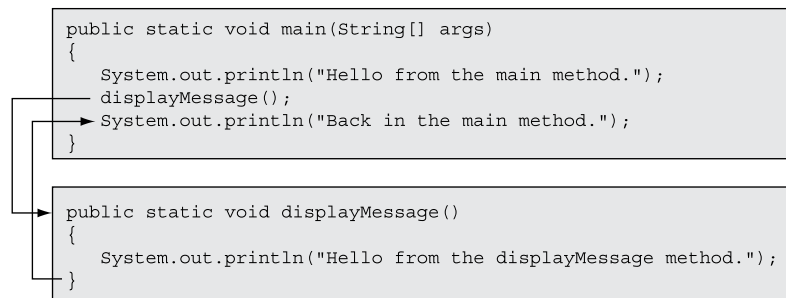 public static void main(String[] args)
{
System.out.println("Hello from the main method.");
displayMessage();
System.out.println("Back in the main method.");
}
public static void displayMessage()
{
System.out.println("Hello from the displayMessage method.");
}